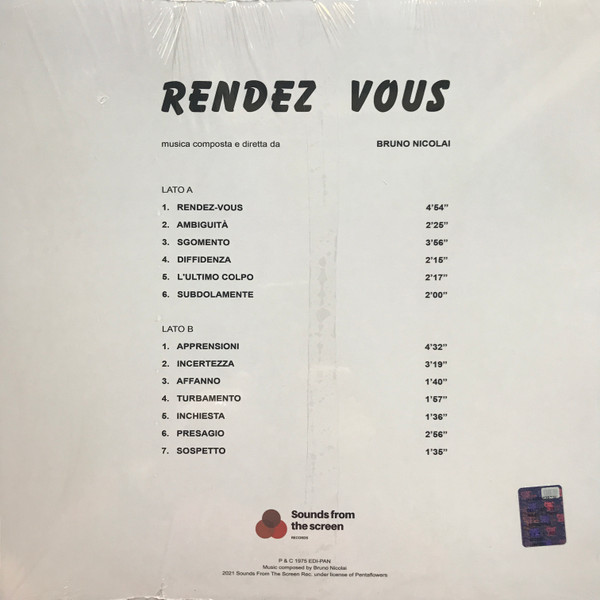 RENDEZ VOUS
musica composta e diretta da BRUNO NICOLAI
LATO A
1. RENDEZ-VOUS 4'54"
2. AMBIGUITÀ 2'25"
3. SGOMENTO 3'56"
4. DIFFIDENZA 2'15"
5. L'ULTIMO COLPO 2'17"
6. SUBDOLAMENTE 2'00"
LATO B
1. APPRENSIONI 4'32"
2. INCERTEZZA 3'19"
3. AFFANNO 1'40"
4. TURBAMENTO 1'57"
5. INCHIESTA 1'36"
6. PRESAGIO 2'56"
7. SOSPETTO 1'35"
Sounds from
the screen
RECORDS
P & C 1975 EDI-PAN
Music composed by Bruno Nicolai
2021 Sounds From The Screen Rec. under license of Pentaflowers